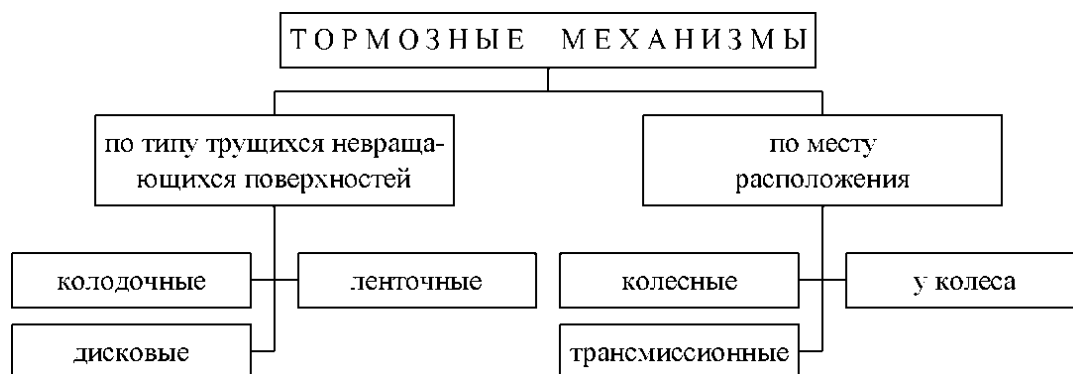 ТОРМОЗНЫЕ МЕХАНИЗМЫ
по типу трущихся невраща-
ющихся поверхностей
по месту
расположения
колодочные
ленточные
колесные
у колеса
дисковые
трансмиссионные